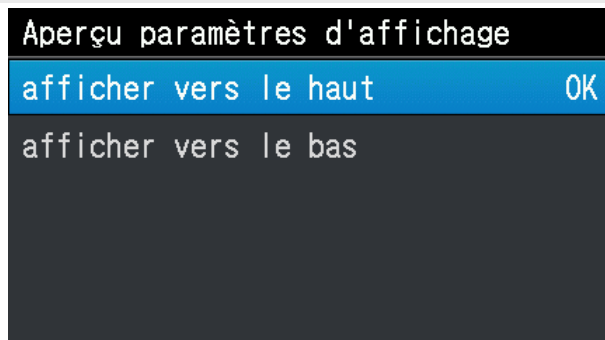 Aperçu paramètres d'affichage
afficher vers le haut OK
afficher vers le bas